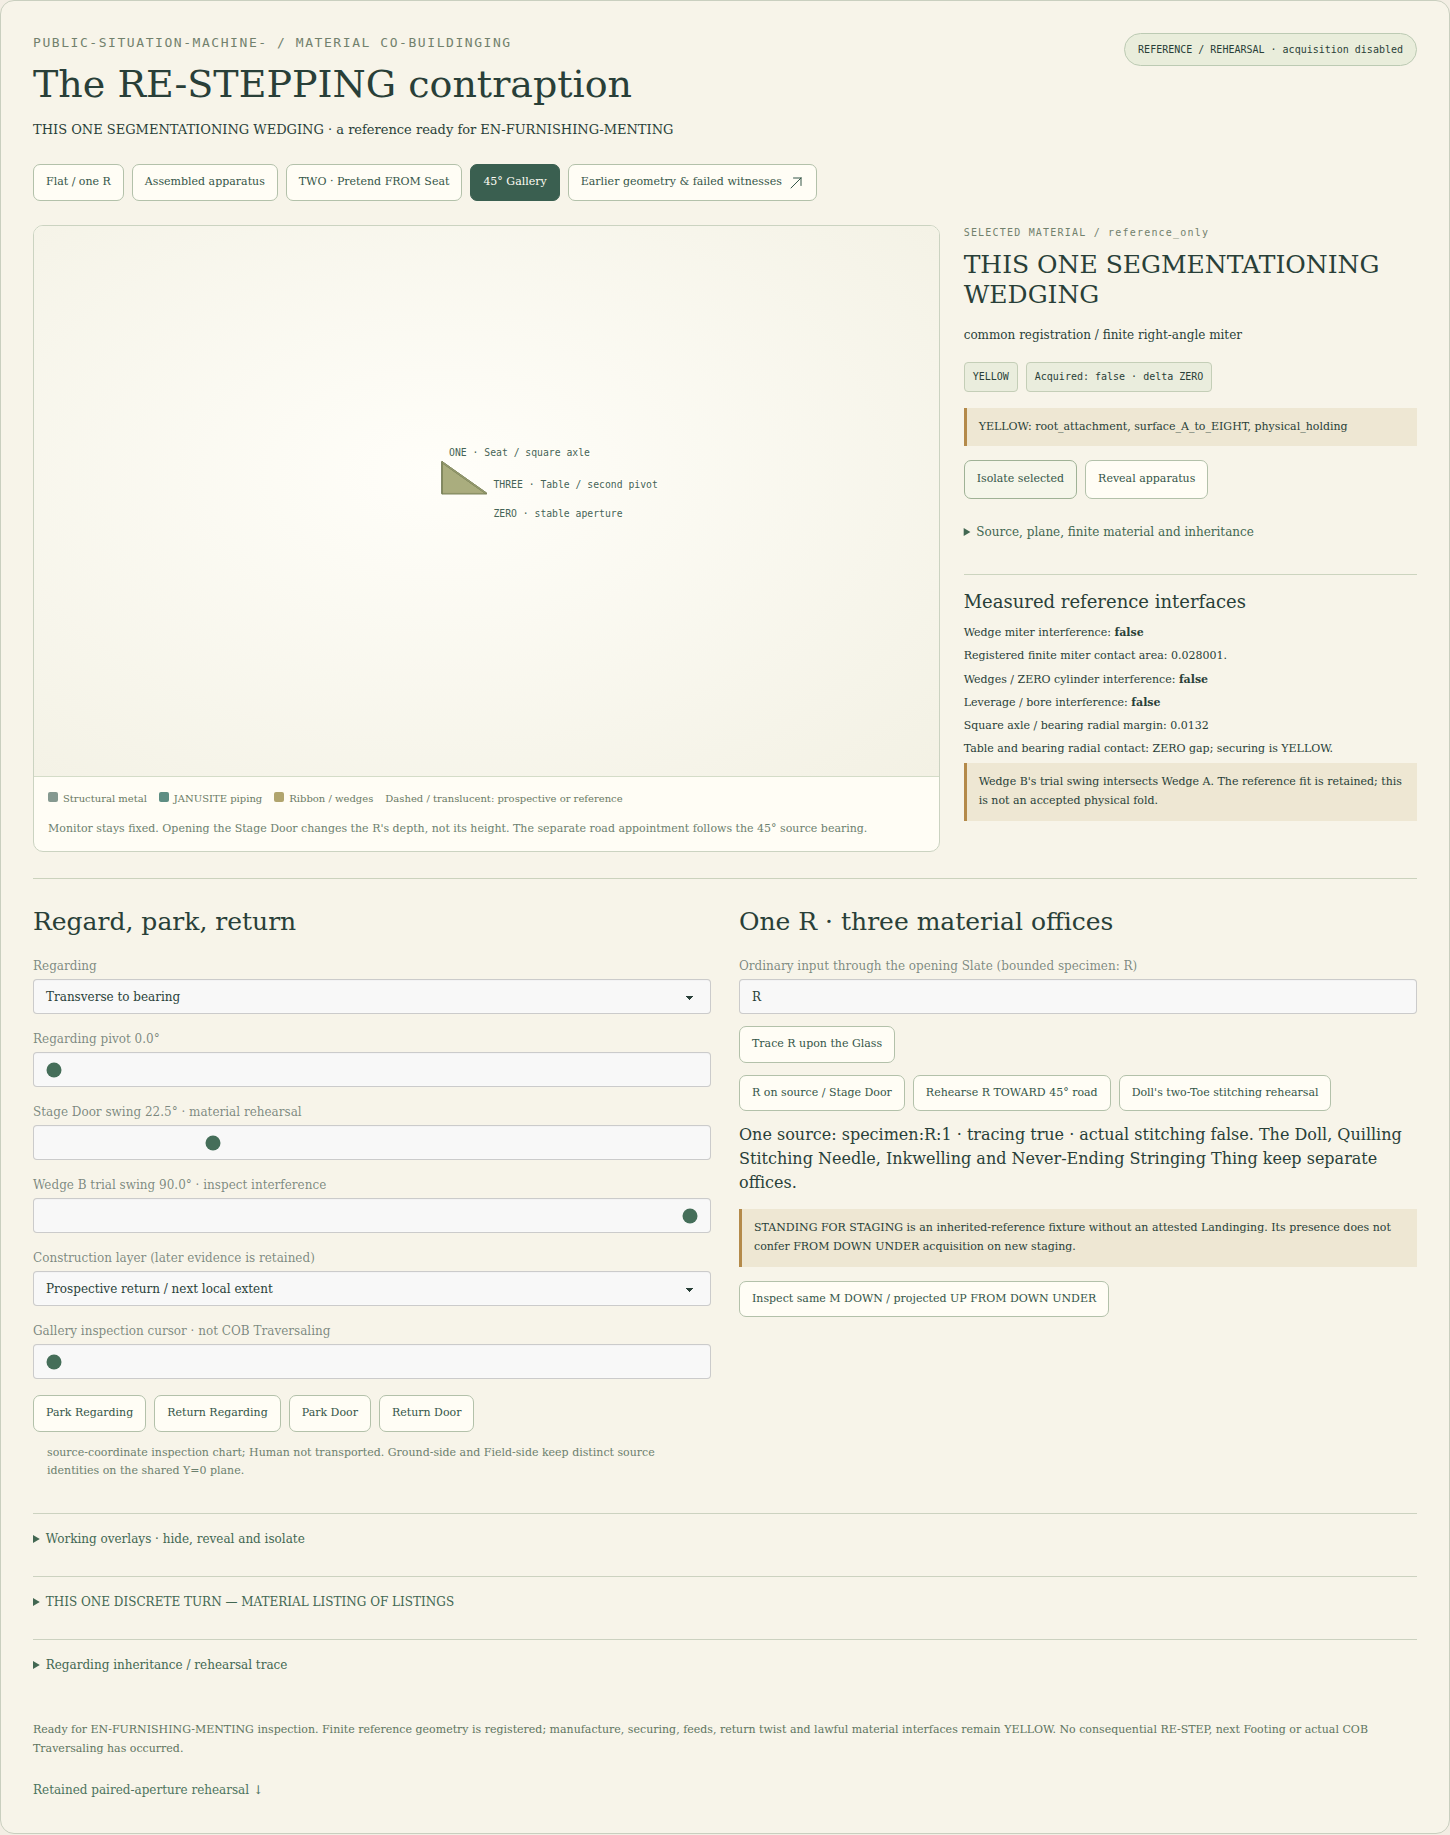 PUBLIC-SITUATION-MACHINE- / MATERIAL CO-BUILDINGING
REFERENCE / REHEARSAL · acquisition disabled
The RE-STEPPING contraption
THIS ONE SEGMENTATIONING WEDGING · a reference ready for EN-FURNISHING-MENTING
Flat / one R
Assembled apparatus
TWO · Pretend FROM Seat
45° Gallery
Earlier geometry & failed witnesses
ONE · Seat / square axle
THREE · Table / second pivot
ZERO · stable aperture
Structural metal
JANUSITE piping
Ribbon / wedges
Dashed / translucent: prospective or reference
Monitor stays fixed. Opening the Stage Door changes the R's depth, not its height. The separate road appointment follows the 45° source bearing.
SELECTED MATERIAL / reference_only
THIS ONE SEGMENTATIONING
WEDGING
common registration / finite right-angle miter
YELLOW
Acquired: false · delta ZERO
YELLOW: root_attachment, surface_A_to_EIGHT, physical_holding
Isolate selected
Reveal apparatus
Source, plane, finite material and inheritance
Measured reference interfaces
Wedge miter interference: false
Registered finite miter contact area: 0.028001.
Wedges / ZERO cylinder interference: false
Leverage / bore interference: false
Square axle / bearing radial margin: 0.0132
Table and bearing radial contact: ZERO gap; securing is YELLOW.
Wedge B's trial swing intersects Wedge A. The reference fit is retained; this
is not an accepted physical fold.
Regard, park, return
Regarding
Transverse to bearing
Regarding pivot 0.0°
Stage Door swing 22.5° · material rehearsal
Wedge B trial swing 90.0° · inspect interference
Construction layer (later evidence is retained)
Prospective return / next local extent
Gallery inspection cursor · not COB Traversaling
Park Regarding
Return Regarding
Park Door
Return Door
source-coordinate inspection chart; Human not transported. Ground-side and Field-side keep distinct source
identities on the shared Y=0 plane.
One R · three material offices
Ordinary input through the opening Slate (bounded specimen: R)
R
Trace R upon the Glass
R on source / Stage Door
Rehearse R TOWARD 45° road
Doll's two-Toe stitching rehearsal
One source: specimen:R:1 · tracing true · actual stitching false. The Doll, Quilling
Stitching Needle, Inkwelling and Never-Ending Stringing Thing keep separate
offices.
STANDING FOR STAGING is an inherited-reference fixture without an attested Landinging. Its presence does not
confer FROM DOWN UNDER acquisition on new staging.
Inspect same M DOWN / projected UP FROM DOWN UNDER
Working overlays · hide, reveal and isolate
THIS ONE DISCRETE TURN — MATERIAL LISTING OF LISTINGS
Regarding inheritance / rehearsal trace
Ready for EN-FURNISHING-MENTING inspection. Finite reference geometry is registered; manufacture, securing, feeds, return twist and lawful material interfaces remain YELLOW. No consequential RE-STEP, next Footing or actual COB
Traversaling has occurred.
Retained paired-aperture rehearsal ↓